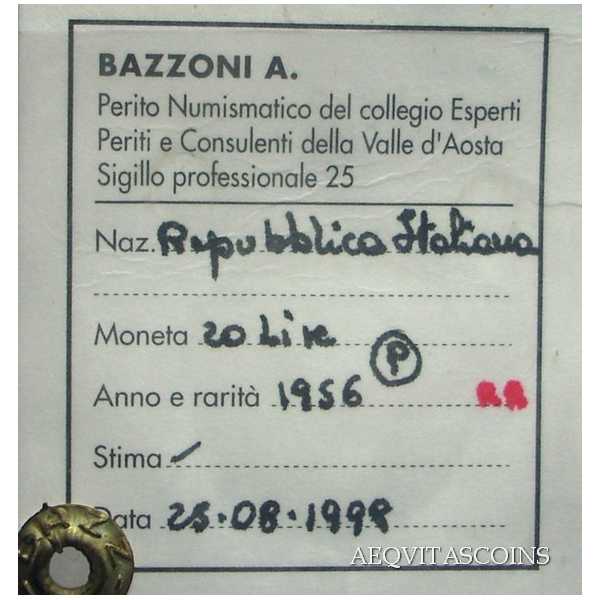 BAZZONI A.
Perito Numismatico del collegio Esperti
Periti e Consulenti della Valle d'Aosta
Sigillo professionale 25
Naz. Repubblica Italiana
Moneta 20 Lire
P
Anno e rarità 1956 RR
Stima
Data 25.08.1998
AEQVITASCOINS